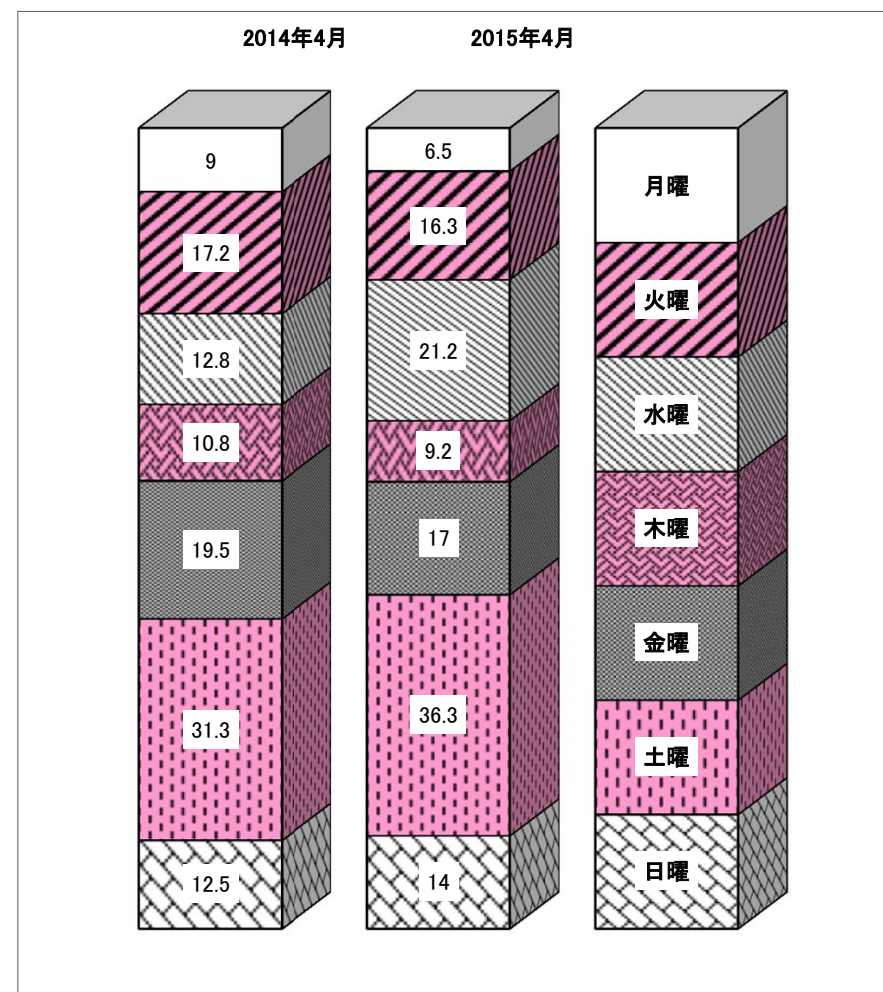 2014年4月 2015年4月
9 6.5 月曜
17.2 16.3 火曜
12.8 21.2 水曜
10.8 9.2 木曜
19.5 17 金曜
31.3 36.3 土曜
12.5 14 日曜